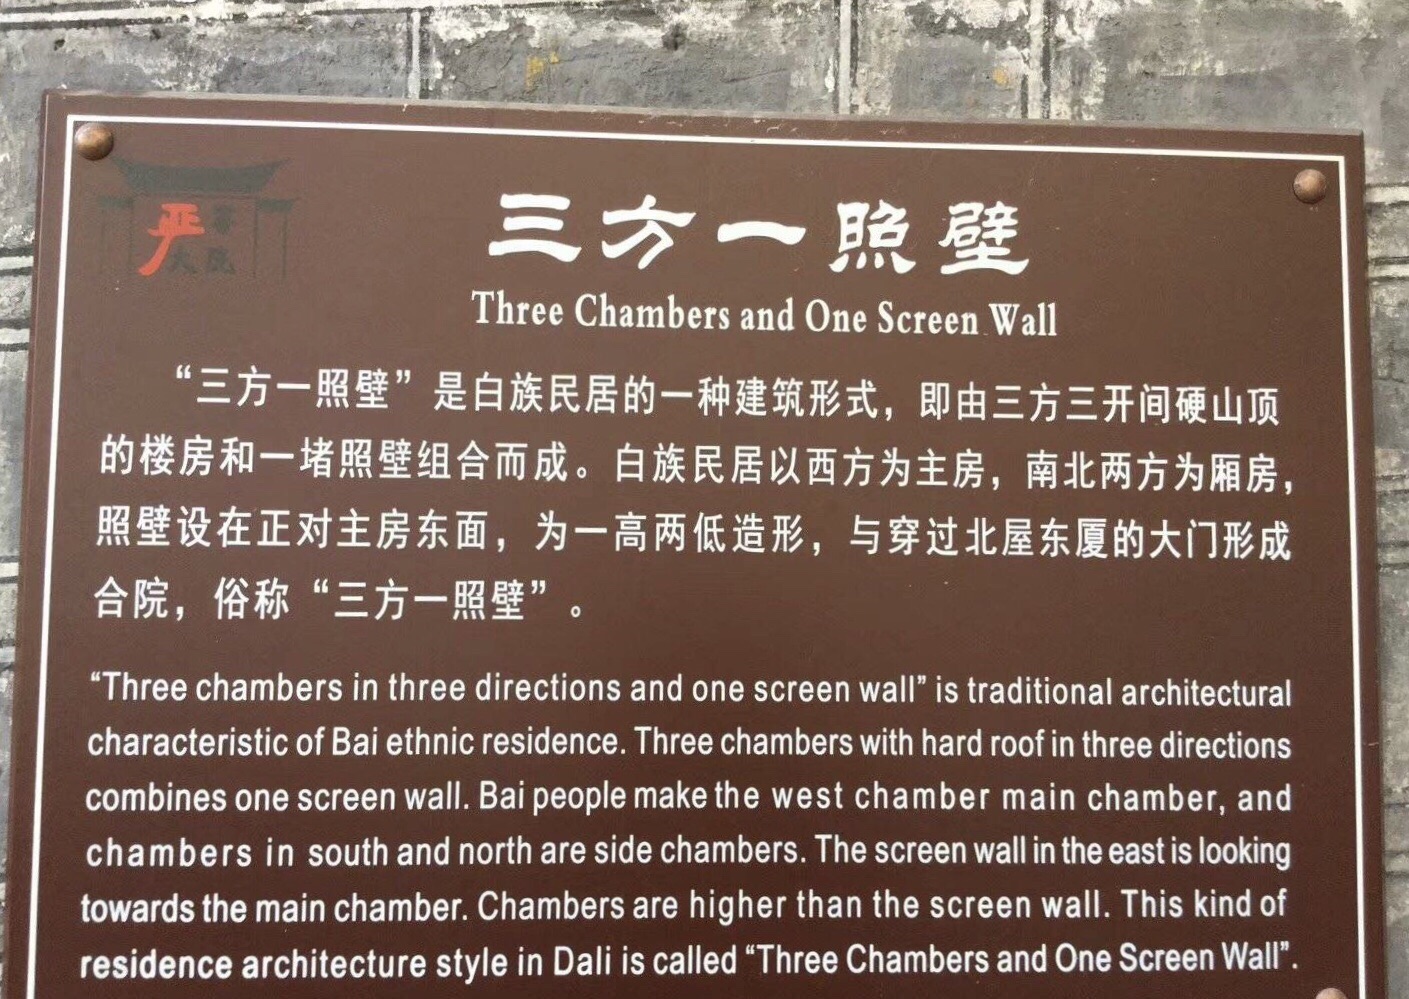 严
三方一照壁
Three Chambers and One Screen Wall
“三方一照壁”是白族民居的一种建筑形式，即由三方三开间硬山顶
的楼房和一堵照壁组合而成。白族民居以西方为主房，南北两方为厢房，
照壁设在正对主房东面，为一高两低造形，与穿过北屋东厦的大门形成
合院，俗称“三方一照壁”。
“Three chambers in three directions and one screen wall” is traditional architectural
characteristic of Bai ethnic residence. Three chambers with hard roof in three directions
combines one screen wall. Bai people make the west chamber main chamber, and
chambers in south and north are side chambers. The screen wall in the east is looking
towards the main chamber. Chambers are higher than the screen wall. This kind of
residence architecture style in Dali is called “Three Chambers and One Screen Wall”.